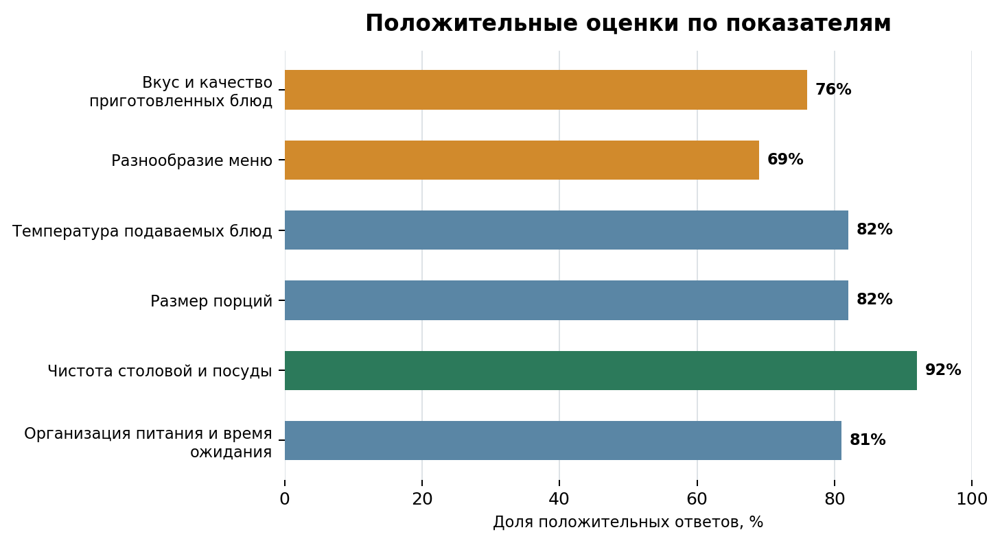 Положительные оценки по показателям
Вкус и качество
приготовленных блюд
76%
Разнообразие меню
69%
Температура подаваемых блюд
82%
Размер порций
82%
Чистота столовой и посуды
92%
Организация питания и время
ожидания
81%
0 20 40 60 80 100
Доля положительных ответов, %